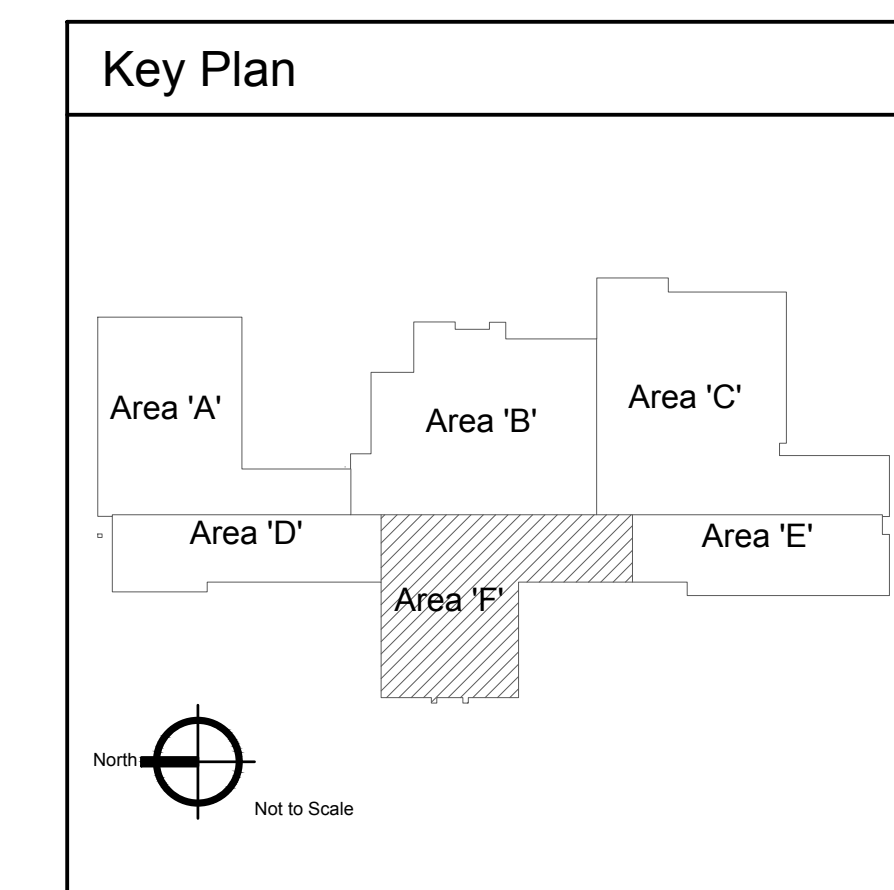 Key Plan
Area 'A'
Area 'B'
Area 'C'
Area 'D'
Area 'E'
Area 'F'
North
Not to Scale